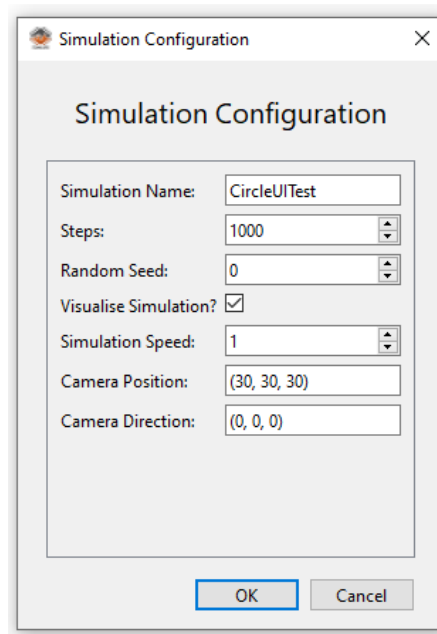 Simulation Configuration
Simulation Configuration
Simulation Name: CircleUITest
Steps: 1000
Random Seed: 0
Visualise Simulation?
Simulation Speed: 1
Camera Position: (30, 30, 30)
Camera Direction: (0, 0, 0)
OK Cancel